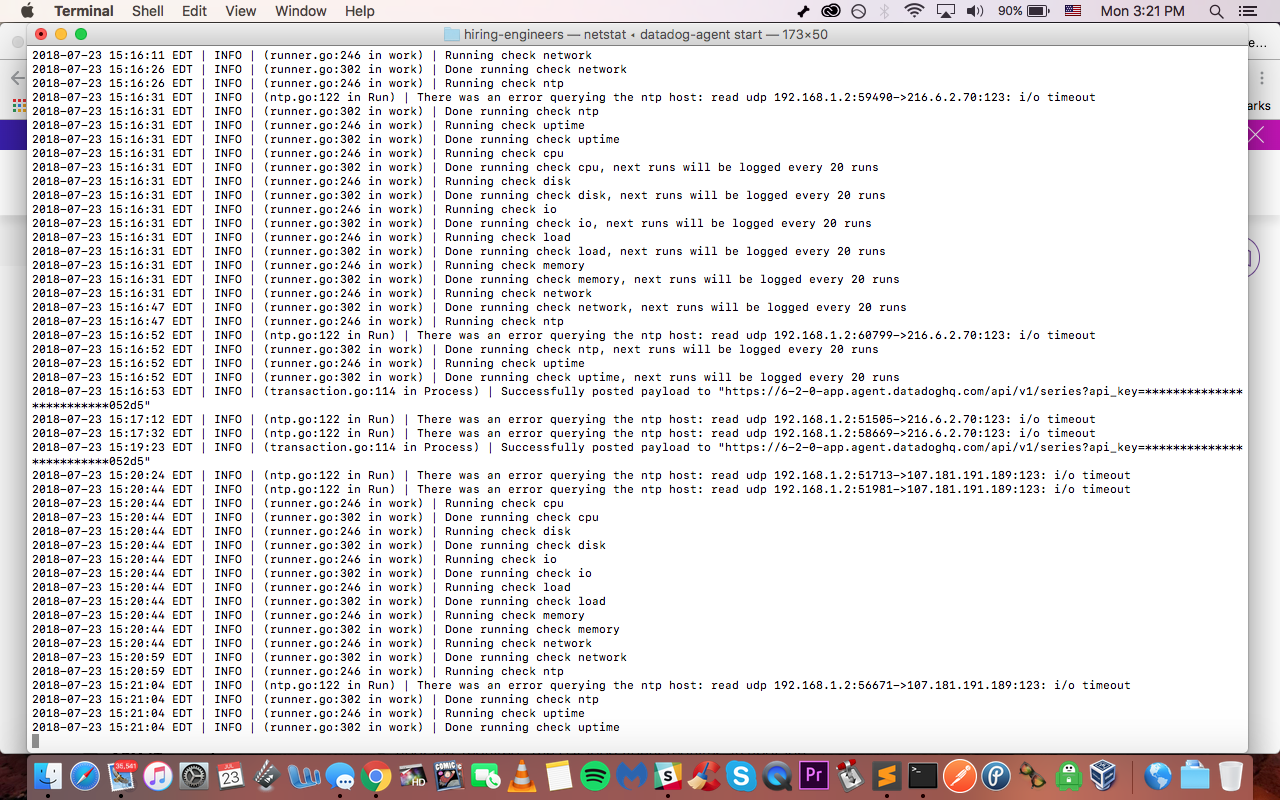 Terminal Shell Edit View Window Help 90% Mon 3:21 PM
hiring-engineers — netstat ◂ datadog-agent start — 173×50
e...
arks
2018-07-23 15:16:11 EDT | INFO | (runner.go:246 in work) | Running check network
2018-07-23 15:16:26 EDT | INFO | (runner.go:302 in work) | Done running check network
2018-07-23 15:16:26 EDT | INFO | (runner.go:246 in work) | Running check ntp
2018-07-23 15:16:31 EDT | INFO | (ntp.go:122 in Run) | There was an error querying the ntp host: read udp 192.168.1.2:59490->216.6.2.70:123: i/o timeout
2018-07-23 15:16:31 EDT | INFO | (runner.go:302 in work) | Done running check ntp
2018-07-23 15:16:31 EDT | INFO | (runner.go:246 in work) | Running check uptime
2018-07-23 15:16:31 EDT | INFO | (runner.go:302 in work) | Done running check uptime
2018-07-23 15:16:31 EDT | INFO | (runner.go:246 in work) | Running check cpu
2018-07-23 15:16:31 EDT | INFO | (runner.go:302 in work) | Done running check cpu, next runs will be logged every 20 runs
2018-07-23 15:16:31 EDT | INFO | (runner.go:246 in work) | Running check disk
2018-07-23 15:16:31 EDT | INFO | (runner.go:302 in work) | Done running check disk, next runs will be logged every 20 runs
2018-07-23 15:16:31 EDT | INFO | (runner.go:246 in work) | Running check io
2018-07-23 15:16:31 EDT | INFO | (runner.go:302 in work) | Done running check io, next runs will be logged every 20 runs
2018-07-23 15:16:31 EDT | INFO | (runner.go:246 in work) | Running check load
2018-07-23 15:16:31 EDT | INFO | (runner.go:302 in work) | Done running check load, next runs will be logged every 20 runs
2018-07-23 15:16:31 EDT | INFO | (runner.go:246 in work) | Running check memory
2018-07-23 15:16:31 EDT | INFO | (runner.go:302 in work) | Done running check memory, next runs will be logged every 20 runs
2018-07-23 15:16:31 EDT | INFO | (runner.go:246 in work) | Running check network
2018-07-23 15:16:47 EDT | INFO | (runner.go:302 in work) | Done running check network, next runs will be logged every 20 runs
2018-07-23 15:16:47 EDT | INFO | (runner.go:246 in work) | Running check ntp
2018-07-23 15:16:52 EDT | INFO | (ntp.go:122 in Run) | There was an error querying the ntp host: read udp 192.168.1.2:60799->216.6.2.70:123: i/o timeout
2018-07-23 15:16:52 EDT | INFO | (runner.go:302 in work) | Done running check ntp, next runs will be logged every 20 runs
2018-07-23 15:16:52 EDT | INFO | (runner.go:246 in work) | Running check uptime
2018-07-23 15:16:52 EDT | INFO | (runner.go:302 in work) | Done running check uptime, next runs will be logged every 20 runs
2018-07-23 15:16:53 EDT | INFO | (transaction.go:114 in Process) | Successfully posted payload to "https://6-2-0-app.agent.datadoghq.com/api/v1/series?api_key=***************
***********052d5"
2018-07-23 15:17:12 EDT | INFO | (ntp.go:122 in Run) | There was an error querying the ntp host: read udp 192.168.1.2:51505->216.6.2.70:123: i/o timeout
2018-07-23 15:17:32 EDT | INFO | (ntp.go:122 in Run) | There was an error querying the ntp host: read udp 192.168.1.2:58669->216.6.2.70:123: i/o timeout
2018-07-23 15:19:23 EDT | INFO | (transaction.go:114 in Process) | Successfully posted payload to "https://6-2-0-app.agent.datadoghq.com/api/v1/series?api_key=***************
***********052d5"
2018-07-23 15:20:24 EDT | INFO | (ntp.go:122 in Run) | There was an error querying the ntp host: read udp 192.168.1.2:51713->107.181.191.189:123: i/o timeout
2018-07-23 15:20:44 EDT | INFO | (ntp.go:122 in Run) | There was an error querying the ntp host: read udp 192.168.1.2:51981->107.181.191.189:123: i/o timeout
2018-07-23 15:20:44 EDT | INFO | (runner.go:246 in work) | Running check cpu
2018-07-23 15:20:44 EDT | INFO | (runner.go:302 in work) | Done running check cpu
2018-07-23 15:20:44 EDT | INFO | (runner.go:246 in work) | Running check disk
2018-07-23 15:20:44 EDT | INFO | (runner.go:302 in work) | Done running check disk
2018-07-23 15:20:44 EDT | INFO | (runner.go:246 in work) | Running check io
2018-07-23 15:20:44 EDT | INFO | (runner.go:302 in work) | Done running check io
2018-07-23 15:20:44 EDT | INFO | (runner.go:246 in work) | Running check load
2018-07-23 15:20:44 EDT | INFO | (runner.go:302 in work) | Done running check load
2018-07-23 15:20:44 EDT | INFO | (runner.go:246 in work) | Running check memory
2018-07-23 15:20:44 EDT | INFO | (runner.go:302 in work) | Done running check memory
2018-07-23 15:20:44 EDT | INFO | (runner.go:246 in work) | Running check network
2018-07-23 15:20:59 EDT | INFO | (runner.go:302 in work) | Done running check network
2018-07-23 15:20:59 EDT | INFO | (runner.go:246 in work) | Running check ntp
2018-07-23 15:21:04 EDT | INFO | (ntp.go:122 in Run) | There was an error querying the ntp host: read udp 192.168.1.2:56671->107.181.191.189:123: i/o timeout
2018-07-23 15:21:04 EDT | INFO | (runner.go:302 in work) | Done running check ntp
2018-07-23 15:21:04 EDT | INFO | (runner.go:246 in work) | Running check uptime
2018-07-23 15:21:04 EDT | INFO | (runner.go:302 in work) | Done running check uptime
35,541
JUL
23
HD
COMIC
Pr